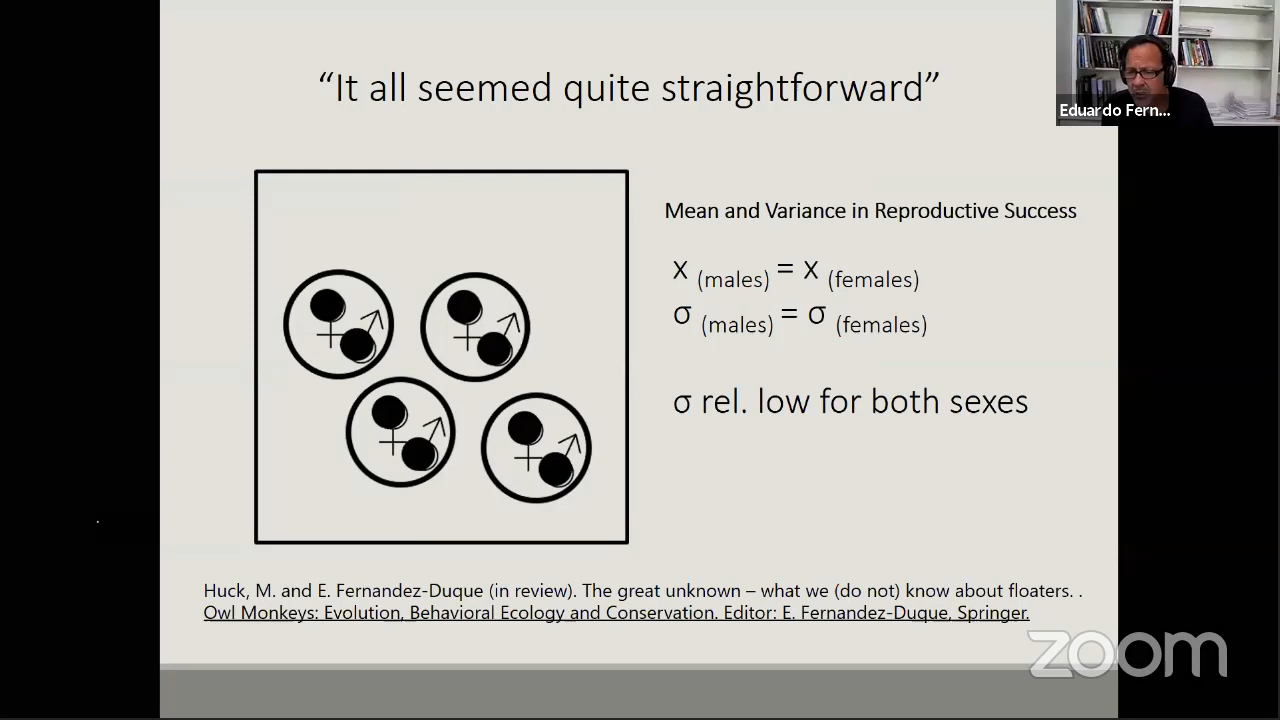 “It all seemed quite straightforward”
Eduardo Fern...
Mean and Variance in Reproductive Success
x (males) = x (females)
σ (males) = σ (females)
σ rel. low for both sexes
Huck, M. and E. Fernandez-Duque (in review). The great unknown – what we (do not) know about floaters. .
Owl Monkeys: Evolution, Behavioral Ecology and Conservation. Editor: E. Fernandez-Duque, Springer.
zoom